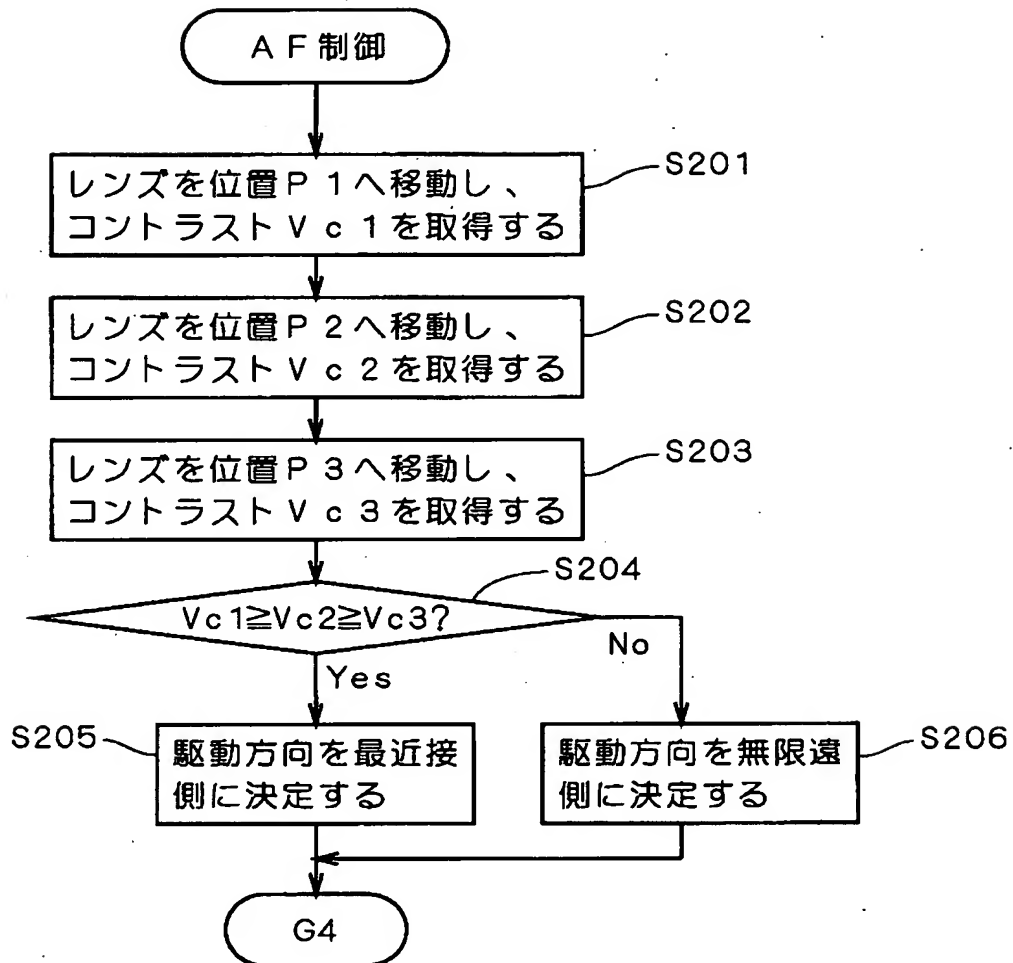 AF制御
レンズを位置P1へ移動し、
コントラストVc1を取得する
S201
レンズを位置P2へ移動し、
コントラストVc2を取得する
S202
レンズを位置P3へ移動し、
コントラストVc3を取得する
S203
S204
Vc1≧Vc2≧Vc3?
No
Yes
S205
駆動方向を最近接
側に決定する
駆動方向を無限遠
側に決定する
S206
G4